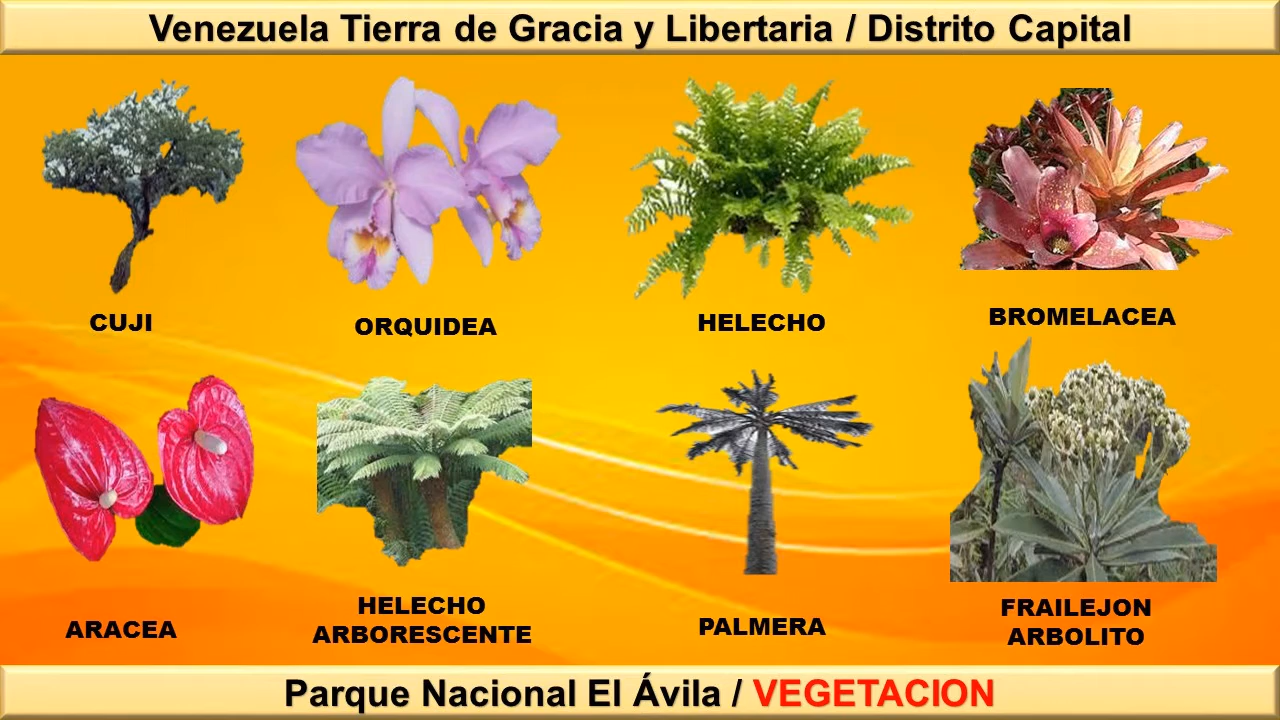 Venezuela Tierra de Gracia y Libertaria / Distrito Capital
CUJI
ORQUIDEA
HELECHO
BROMELACEA
ARACEA
HELECHO
ARBORESCENTE
PALMERA
FRAILEJON
ARBOLITO
Parque Nacional El Ávila / VEGETACION